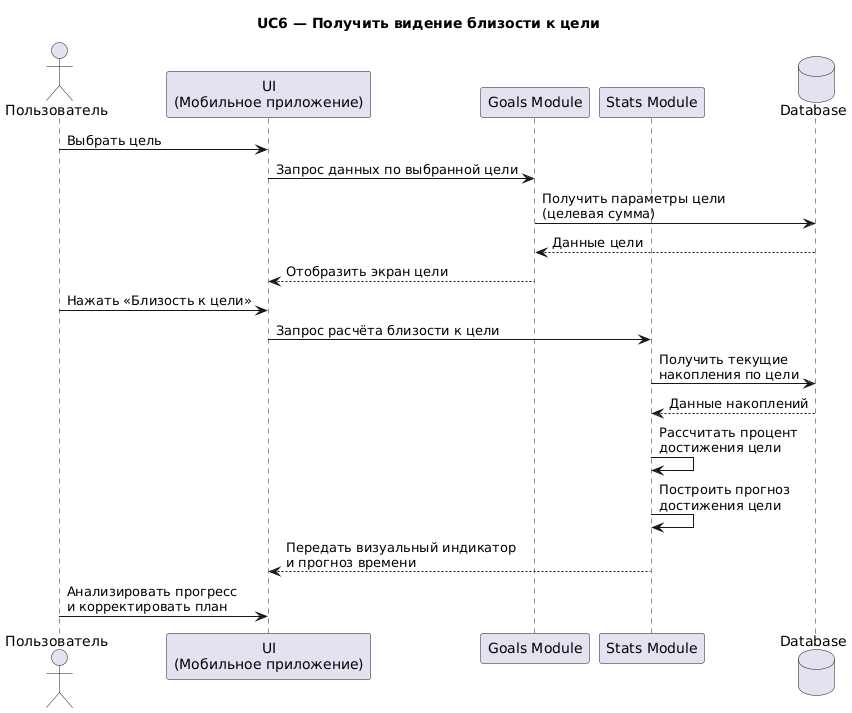 UC6 — Получить видение близости к цели
Пользователь
UI
(Мобильное приложение)
Goals Module
Stats Module
Database
Выбрать цель
Запрос данных по выбранной цели
Получить параметры цели
(целевая сумма)
Данные цели
Отобразить экран цели
Нажать «Близость к цели»
Запрос расчёта близости к цели
Получить текущие
накопления по цели
Данные накоплений
Рассчитать процент
достижения цели
Построить прогноз
достижения цели
Передать визуальный индикатор
и прогноз времени
Анализировать прогресс
и корректировать план
Пользователь
UI
(Мобильное приложение)
Goals Module
Stats Module
Database